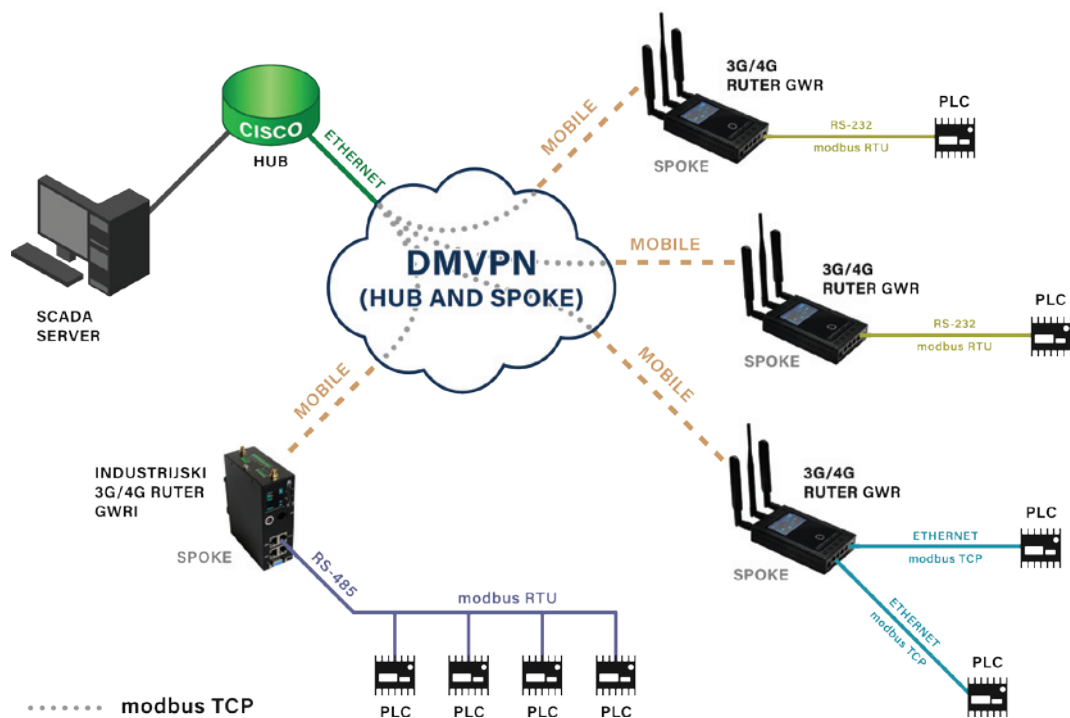 3G/4G
RUTER GWR
PLC
CISCO
HUB
ETHERNET
MOBILE
RS-232
modbus RTU
SPOKE
SCADA
SERVER
DMVPN
(HUB AND SPOKE)
MOBILE
3G/4G
RUTER GWR
PLC
RS-232
modbus RTU
SPOKE
MOBILE
MOBILE
INDUSTRIJSKI
3G/4G RUTER
GWRI
SPOKE
RS-485
modbus RTU
PLC
PLC
PLC
PLC
3G/4G
RUTER GWR
PLC
ETHERNET
modbus TCP
SPOKE
ETHERNET
modbus TCP
PLC
modbus TCP